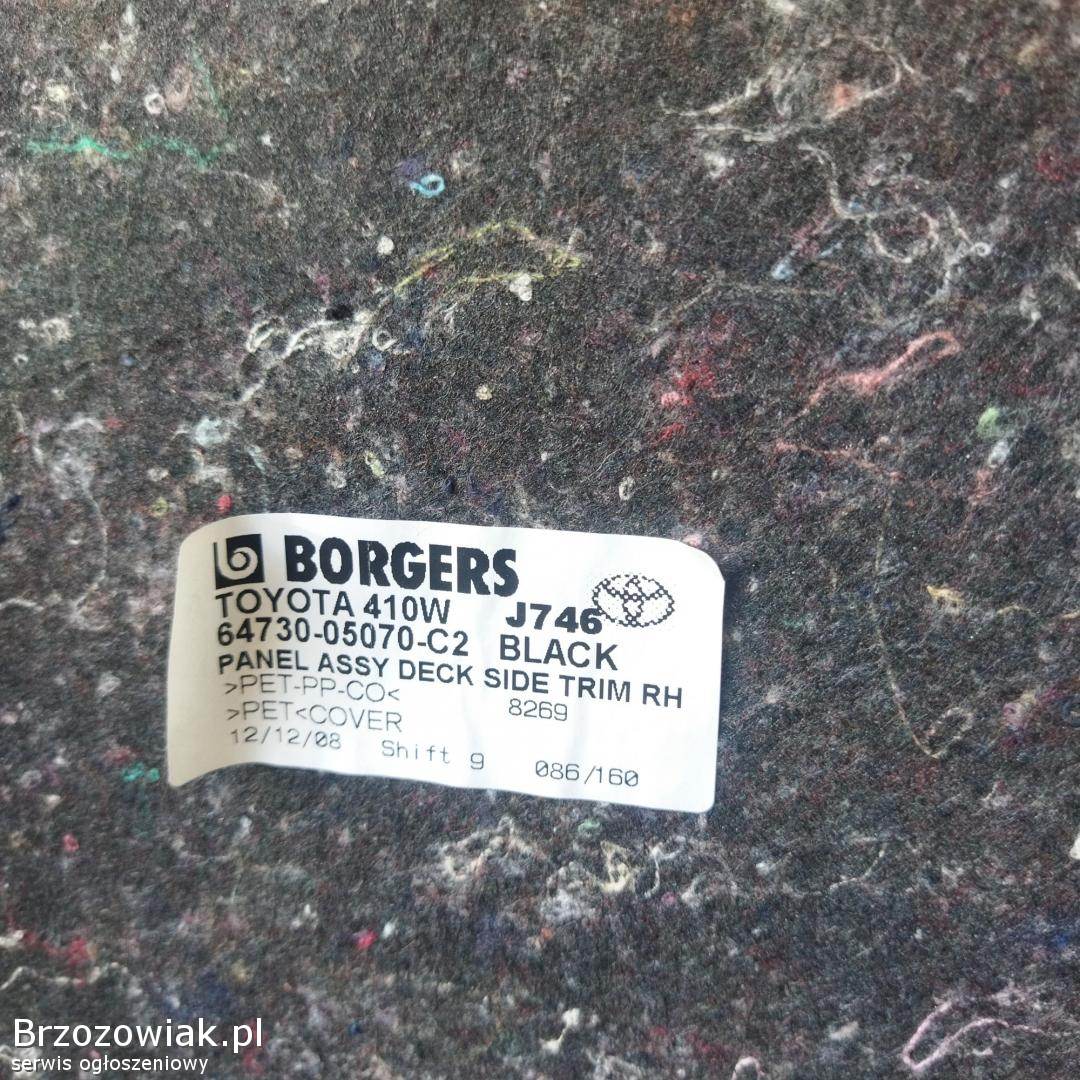 BORGERS
TOYOTA 410W J746
64730-05070-C2 BLACK
PANEL ASSY DECK SIDE TRIM RH
>PET-PP-CO< 8269
>PET<COVER
12/12/08 Shift 9 086/160
Brzozowiak.pl
serwis ogłoszeniowy